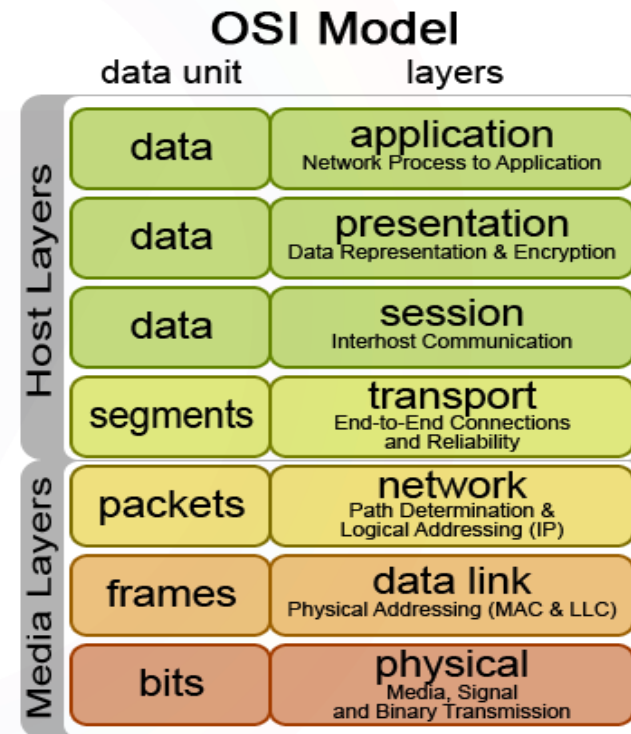 OSI Model
data unit layers
Host Layers
data
application
Network Process to Application
data
presentation
Data Representation & Encryption
data
session
Interhost Communication
segments
transport
End-to-End Connections
and Reliability
Media Layers
packets
network
Path Determination &
Logical Addressing (IP)
frames
data link
Physical Addressing (MAC & LLC)
bits
physical
Media, Signal
and Binary Transmission